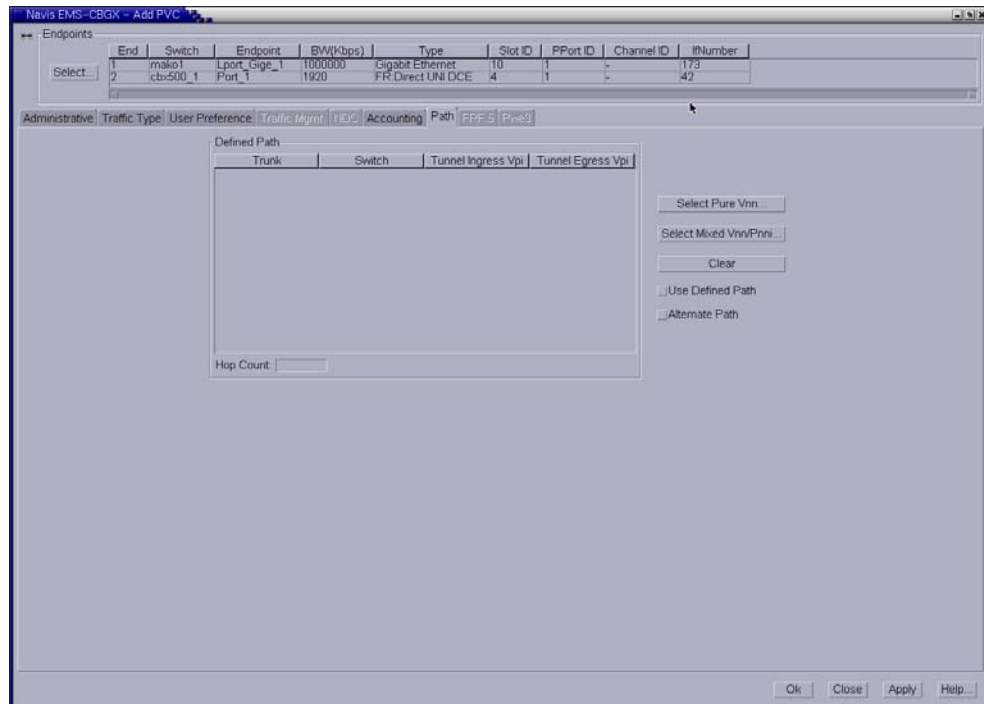 Navis EMS-CBGX - Add PVC
Endpoints
End Switch Endpoint BW(Kbps) Type Slot ID PPort ID Channel ID IfNumber
Select...
1 mako1 Lport_Gige_1 1000000 Gigabit Ethernet 10 1 - 173
2 cbx500_1 Port_1 1920 FR:Direct UNI DCE 4 1 - 42
Administrative Traffic Type User Preference Traffic Mgmt. NDC Accounting Path FRF.5 Pwe3
Defined Path
Trunk Switch Tunnel Ingress Vpi Tunnel Egress Vpi
Select Pure Vnn...
Select Mixed Vnn/Pnni...
Clear
Use Defined Path
Alternate Path
Hop Count:
Ok Close Apply Help...